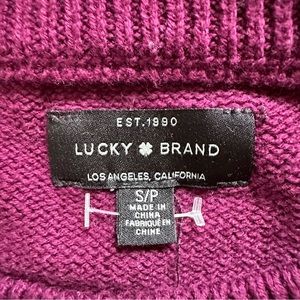 EST.1990
LUCKY BRAND
LOS ANGELES, CALIFORNIA
S/P
MADE IN
CHINA
FABRIQUÉ EN
CHINE